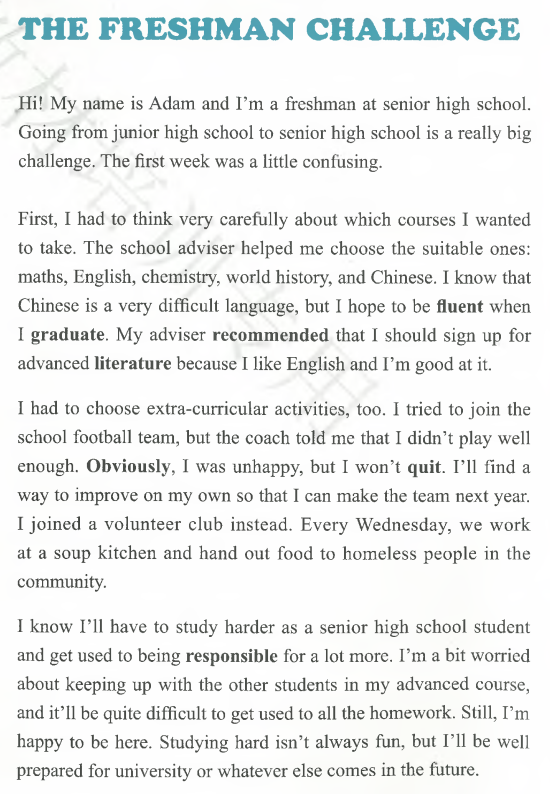 THE FRESHMAN CHALLENGE
Hi! My name is Adam and I'm a freshman at senior high school.
Going from junior high school to senior high school is a really big
challenge. The first week was a little confusing.
First, I had to think very carefully about which courses I wanted
to take. The school adviser helped me choose the suitable ones:
maths, English, chemistry, world history, and Chinese. I know that
Chinese is a very difficult language, but I hope to be fluent when
I graduate. My adviser recommended that I should sign up for
advanced literature because I like English and I'm good at it.
I had to choose extra-curricular activities, too. I tried to join the
school football team, but the coach told me that I didn't play well
enough. Obviously, I was unhappy, but I won't quit. I'll find a
way to improve on my own so that I can make the team next year.
I joined a volunteer club instead. Every Wednesday, we work
at a soup kitchen and hand out food to homeless people in the
community.
I know I'll have to study harder as a senior high school student
and get used to being responsible for a lot more. I'm a bit worried
about keeping up with the other students in my advanced course,
and it'll be quite difficult to get used to all the homework. Still, I'm
happy to be here. Studying hard isn't always fun, but I'll be well
prepared for university or whatever else comes in the future.